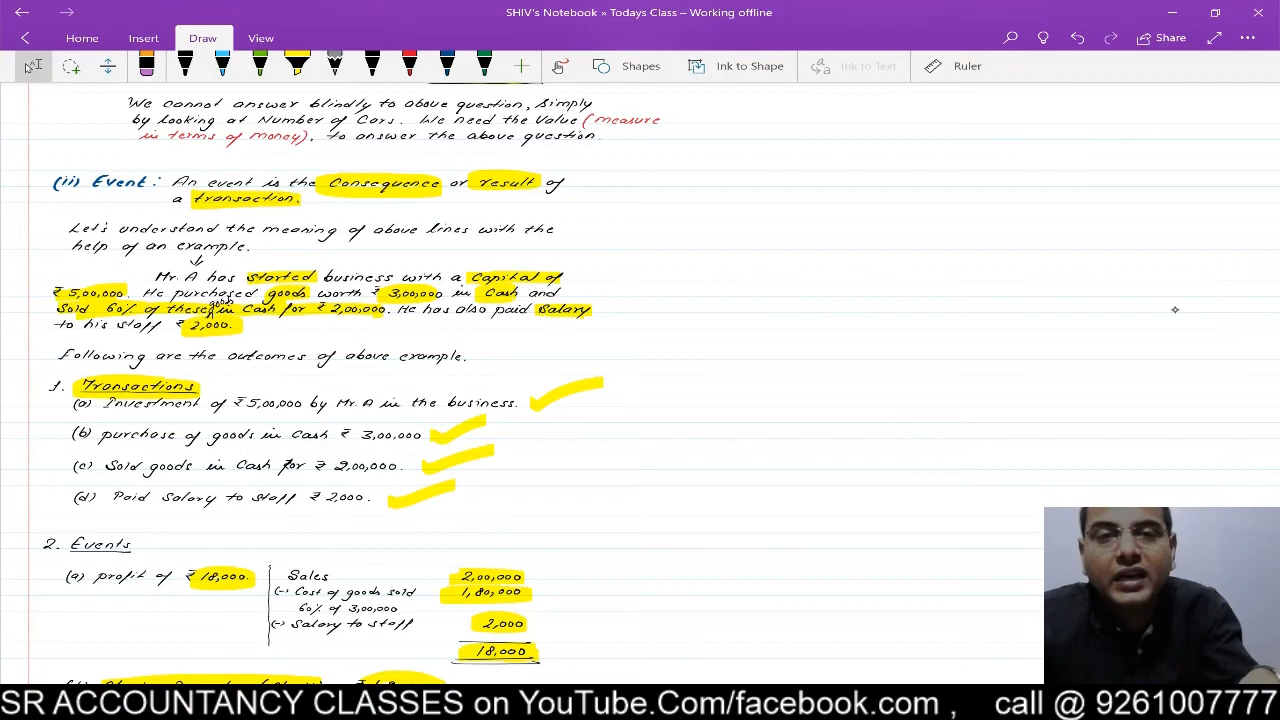 SHIV's Notebook » Todays Class – Working offline
Home Insert Draw View
Share
Shapes Ink to Shape Ink to Text Ruler
We cannot answer blindly to above question, simply
by looking at Number of Cars. We need the Value (measure
in terms of money), to answer the above question.
(ii) Event: An event is the Consequence or result of
a transaction.
Let's understand the meaning of above lines with the
help of an example.
Mr. A has started business with a Capital of
₹ 5,00,000. He purchased goods worth ₹ 3,00,000 in Cash and
Sold 60% of these goods in Cash for ₹ 2,00,000. He has also paid Salary
to his staff ₹ 2,000.
Following are the outcomes of above example.
1. Transactions
(a) Investment of ₹ 5,00,000 by Mr. A in the business.
(b) purchase of goods in Cash ₹ 3,00,000
(c) Sold goods in Cash for ₹ 2,00,000.
(d) Paid Salary to staff ₹ 2,000.
2. Events
(a) profit of ₹ 18,000. Sales 2,00,000
(-) Cost of goods sold 1,80,000
60% of 3,00,000
(-) Salary to staff 2,000
18,000
SR ACCOUNTANCY CLASSES on YouTube.Com/facebook.com , call @ 9261007777